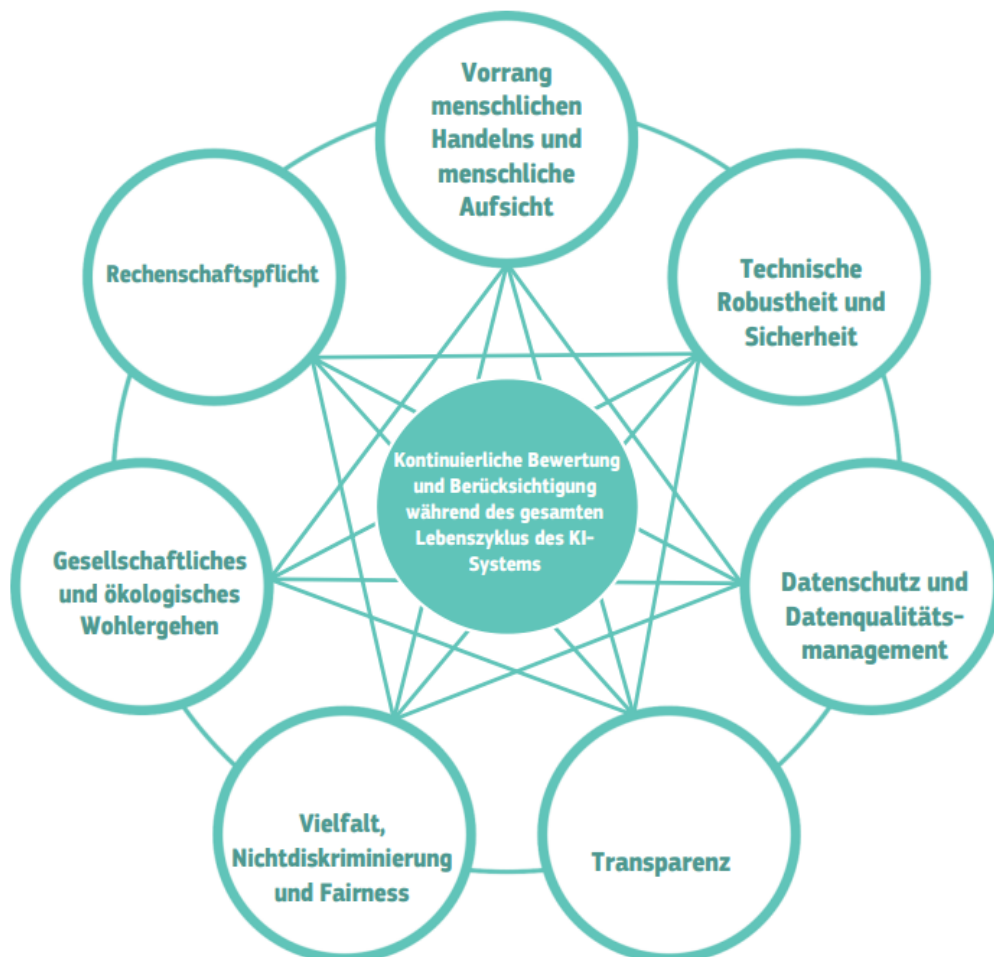 Vorrang
menschlichen
Handelns und
menschliche
Aufsicht
Rechenschaftspflicht
Technische
Robustheit und
Sicherheit
Kontinuierliche Bewertung
und Berücksichtigung
während des gesamten
Lebenszyklus des KI-
Systems
Gesellschaftliches
und ökologisches
Wohlergehen
Datenschutz und
Datenqualitäts-
management
Vielfalt,
Nichtdiskriminierung
und Fairness
Transparenz